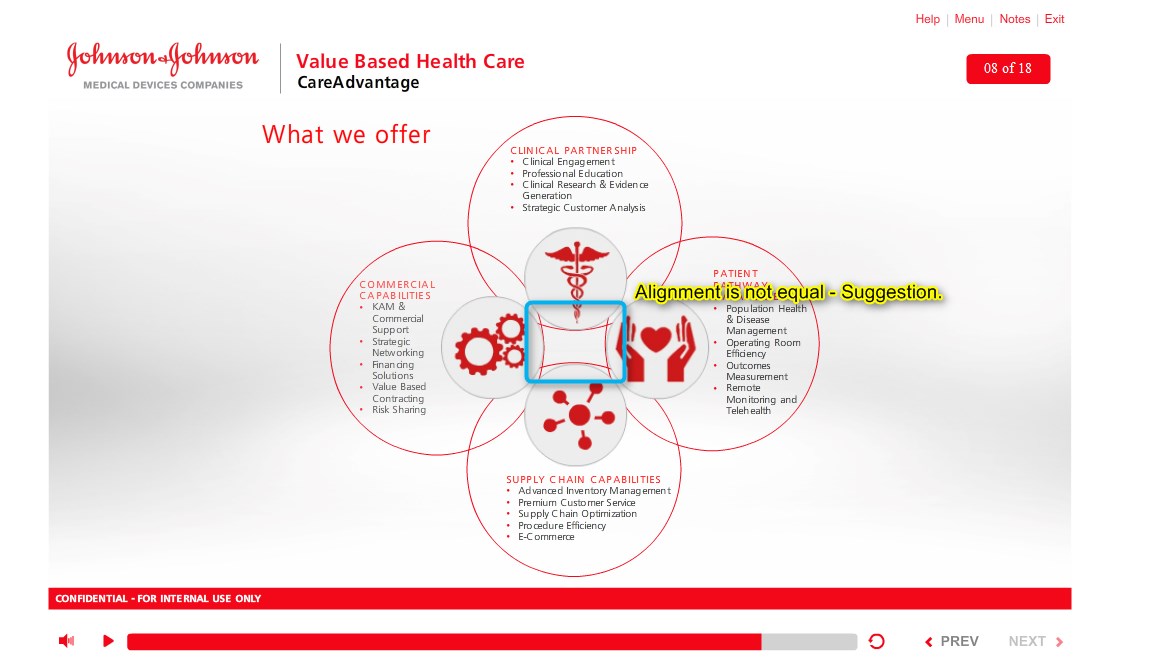 Help | Menu | Notes | Exit
Johnson & Johnson
MEDICAL DEVICES COMPANIES
Value Based Health Care
CareAdvantage
08 of 18
What we offer
CLINICAL PARTNERSHIP
• Clinical Engagement
• Professional Education
• Clinical Research & Evidence
Generation
• Strategic Customer Analysis
COMMERCIAL
CAPABILITIES
• KAM &
Commercial
Support
• Strategic
Networking
• Financing
Solutions
• Value Based
Contracting
• Risk Sharing
PATIENT
PATHWAY
Alignment is not equal - Suggestion.
• Population Health
& Disease
Management
• Operating Room
Efficiency
• Outcomes
Measurement
• Remote
Monitoring and
Telehealth
SUPPLY CHAIN CAPABILITIES
• Advanced Inventory Management
• Premium Customer Service
• Supply Chain Optimization
• Procedure Efficiency
• E-Commerce
CONFIDENTIAL - FOR INTERNAL USE ONLY
PREV
NEXT